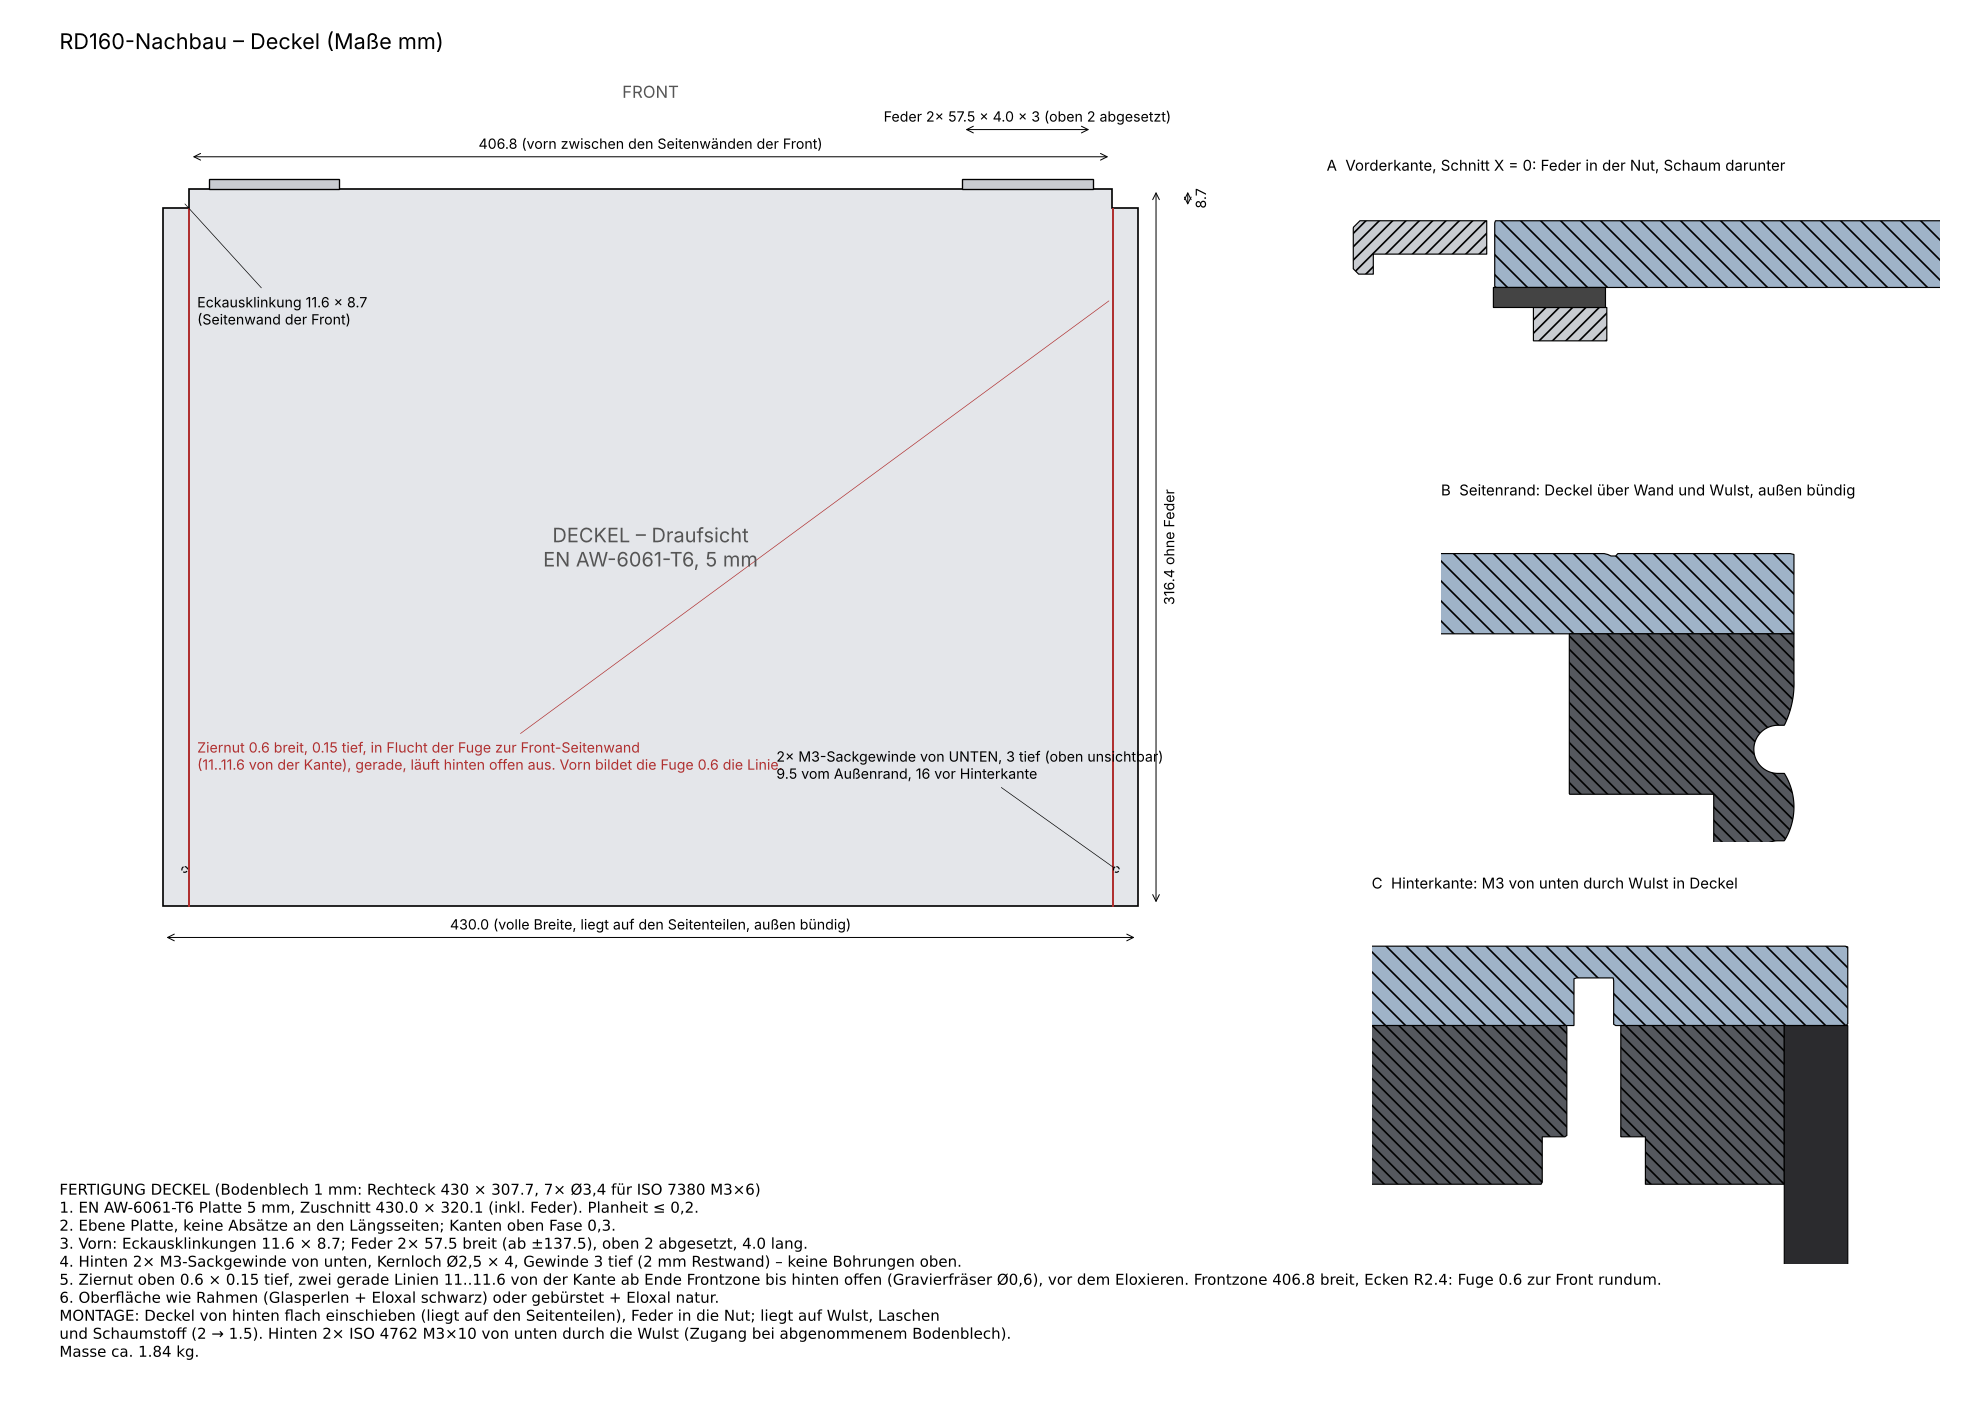 RD160-Nachbau – Deckel (Maße mm)
FRONT
Feder 2× 57.5 × 4.0 × 3 (oben 2 abgesetzt)
406.8 (vorn zwischen den Seitenwänden der Front)
8.7
Eckausklinkung 11.6 × 8.7
(Seitenwand der Front)
DECKEL – Draufsicht
EN AW-6061-T6, 5 mm
316.4 ohne Feder
Ziernut 0.6 breit, 0.15 tief, in Flucht der Fuge zur Front-Seitenwand
(11..11.6 von der Kante), gerade, läuft hinten offen aus. Vorn bildet die Fuge 0.6 die Linie.
2× M3-Sackgewinde von UNTEN, 3 tief (oben unsichtbar)
9.5 vom Außenrand, 16 vor Hinterkante
430.0 (volle Breite, liegt auf den Seitenteilen, außen bündig)
A  Vorderkante, Schnitt X = 0: Feder in der Nut, Schaum darunter
B  Seitenrand: Deckel über Wand und Wulst, außen bündig
C  Hinterkante: M3 von unten durch Wulst in Deckel
FERTIGUNG DECKEL (Bodenblech 1 mm: Rechteck 430 × 307.7, 7× Ø3,4 für ISO 7380 M3×6)
1. EN AW-6061-T6 Platte 5 mm, Zuschnitt 430.0 × 320.1 (inkl. Feder). Planheit ≤ 0,2.
2. Ebene Platte, keine Absätze an den Längsseiten; Kanten oben Fase 0,3.
3. Vorn: Eckausklinkungen 11.6 × 8.7; Feder 2× 57.5 breit (ab ±137.5), oben 2 abgesetzt, 4.0 lang.
4. Hinten 2× M3-Sackgewinde von unten, Kernloch Ø2,5 × 4, Gewinde 3 tief (2 mm Restwand) – keine Bohrungen oben.
5. Ziernut oben 0.6 × 0.15 tief, zwei gerade Linien 11..11.6 von der Kante ab Ende Frontzone bis hinten offen (Gravierfräser Ø0,6), vor dem Eloxieren. Frontzone 406.8 breit, Ecken R2.4: Fuge 0.6 zur Front rundum.
6. Oberfläche wie Rahmen (Glasperlen + Eloxal schwarz) oder gebürstet + Eloxal natur.
MONTAGE: Deckel von hinten flach einschieben (liegt auf den Seitenteilen), Feder in die Nut; liegt auf Wulst, Laschen
und Schaumstoff (2 → 1.5). Hinten 2× ISO 4762 M3×10 von unten durch die Wulst (Zugang bei abgenommenem Bodenblech).
Masse ca. 1.84 kg.